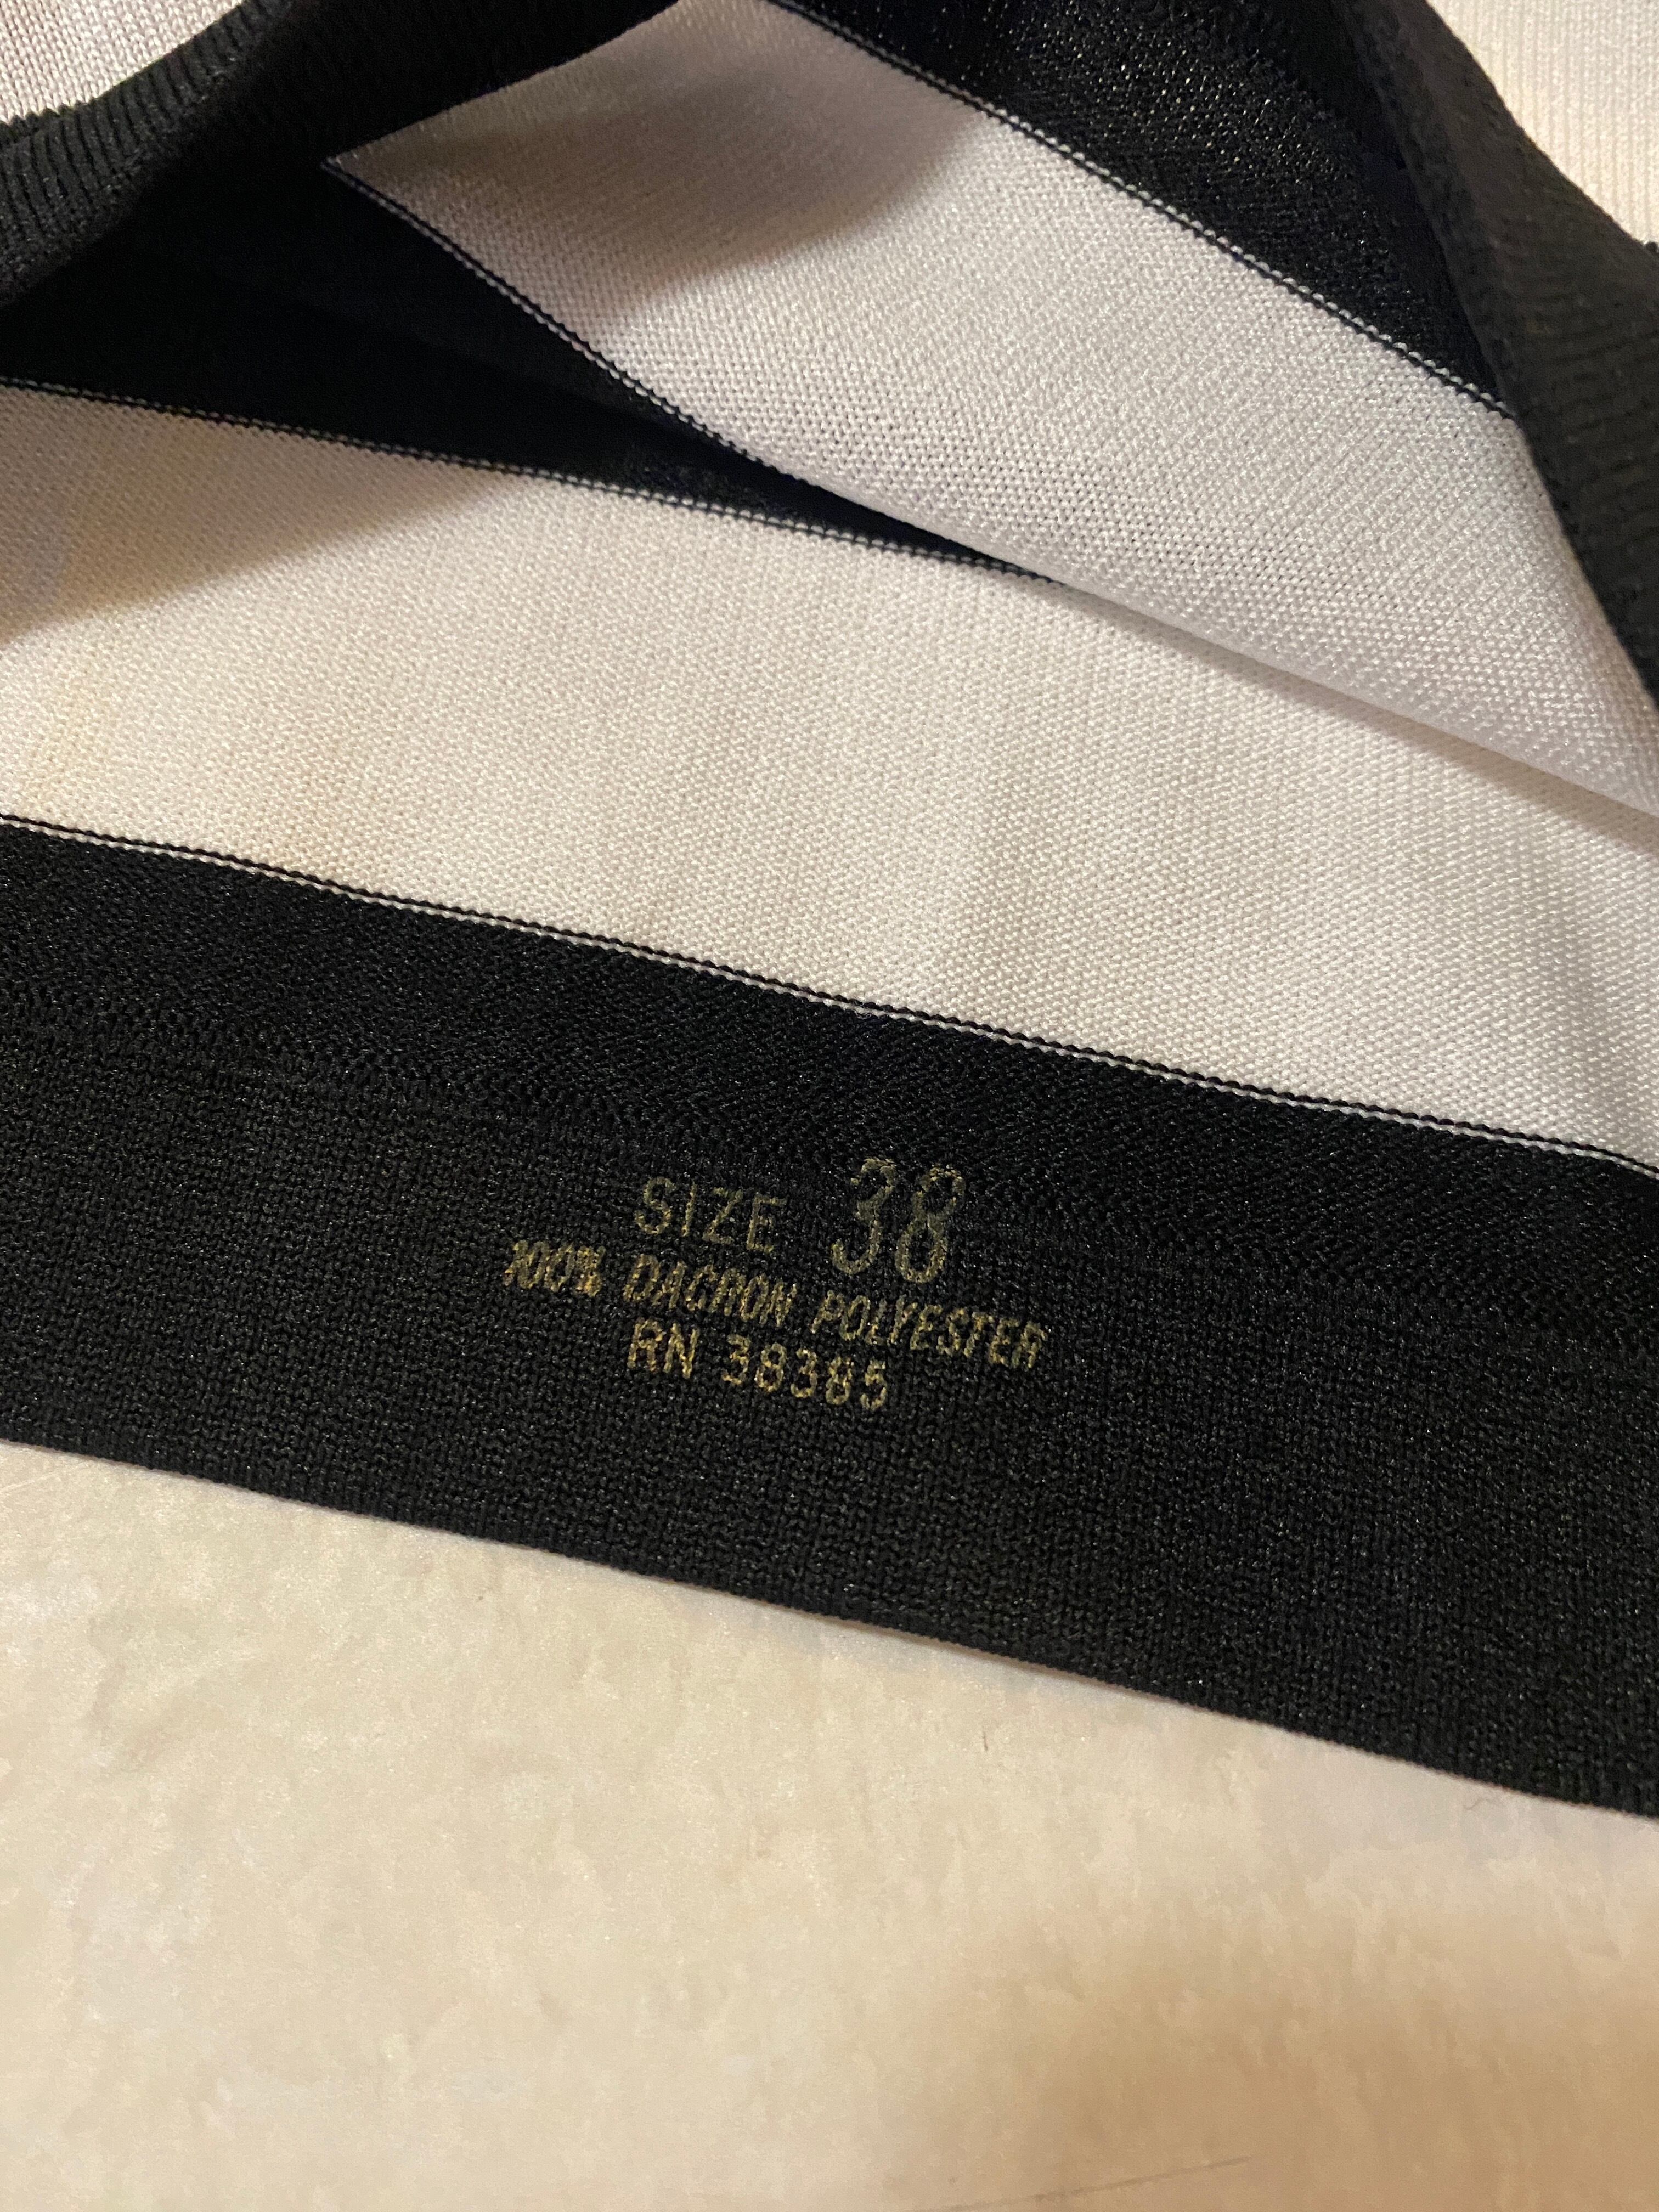 SIZE 38
100% DACRON POLYESTER
RN 38385